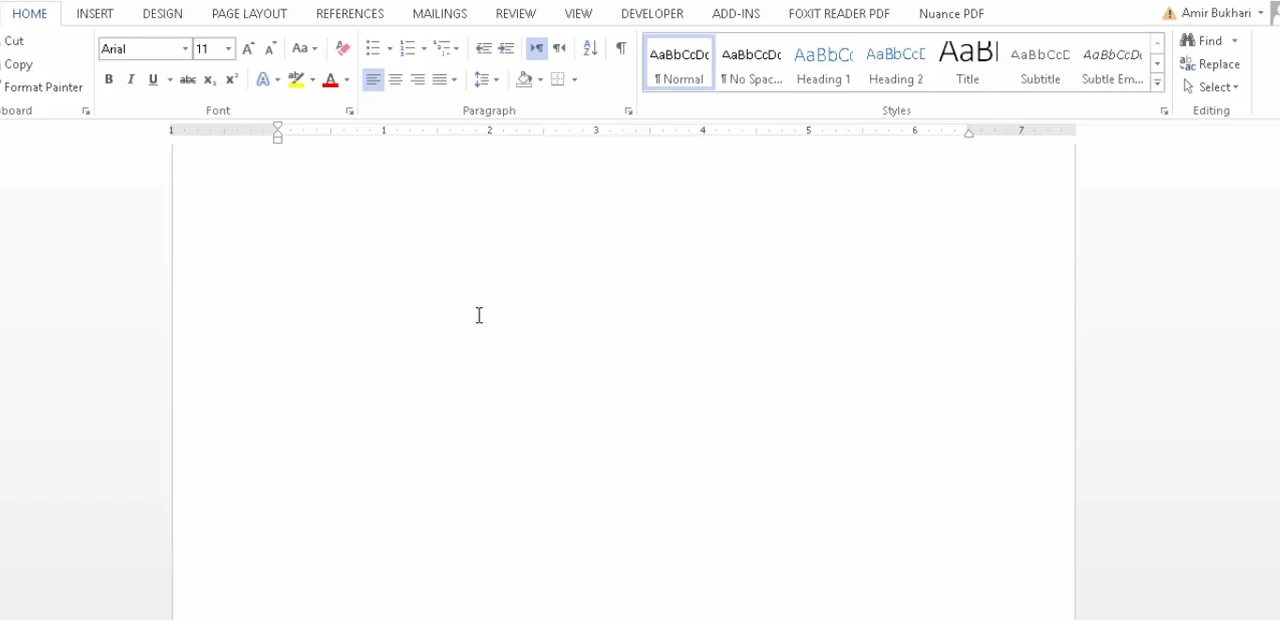 HOME INSERT DESIGN PAGE LAYOUT REFERENCES MAILINGS REVIEW VIEW DEVELOPER ADD-INS FOXIT READER PDF Nuance PDF Amir Bukhari
Cut
Copy
Format Painter
board
Arial 11 Aa
B I U abc x₂ x² A ab A
Font
A Z ¶
Paragraph
AaBbCcDc AaBbCcDc AaBbCc AaBbCcD AaBl AaBbCcD AaBbCcDc
¶ Normal ¶ No Spac... Heading 1 Heading 2 Title Subtitle Subtle Em...
Styles
Find
Replace
Select
Editing
1 1 2 3 4 5 6 7